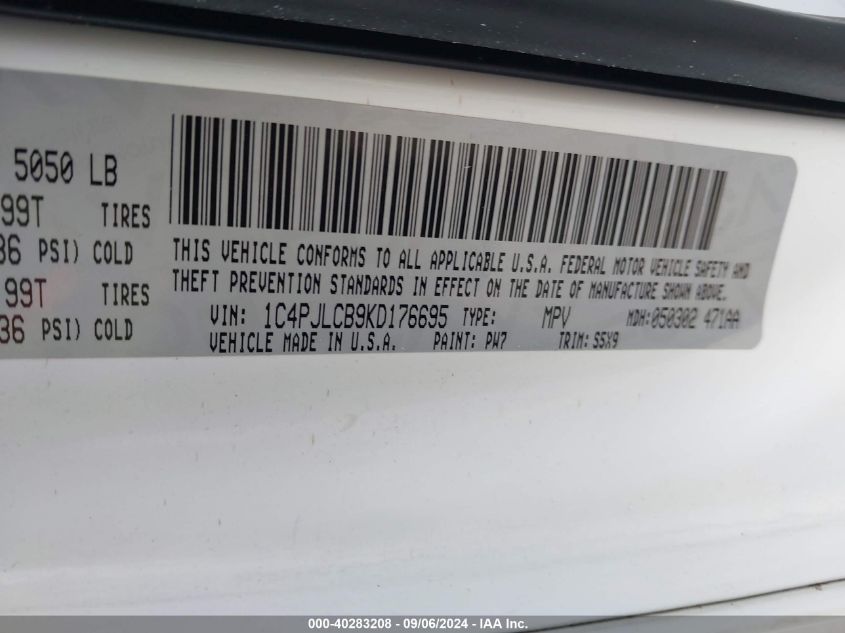 5050 LB
99T TIRES
36 PSI) COLD
99T TIRES
36 PSI) COLD
THIS VEHICLE CONFORMS TO ALL APPLICABLE U.S.A. FEDERAL MOTOR VEHICLE SAFETY AND
THEFT PREVENTION STANDARDS IN EFFECT ON THE DATE OF MANUFACTURE SHOWN ABOVE.
VIN: 1C4PJLCB9KD176695 TYPE: MPV MDH:050302 471AA
VEHICLE MADE IN U.S.A. PAINT: PW7 TRIM: S5X9
000-40283208 - 09/06/2024 - IAA Inc.